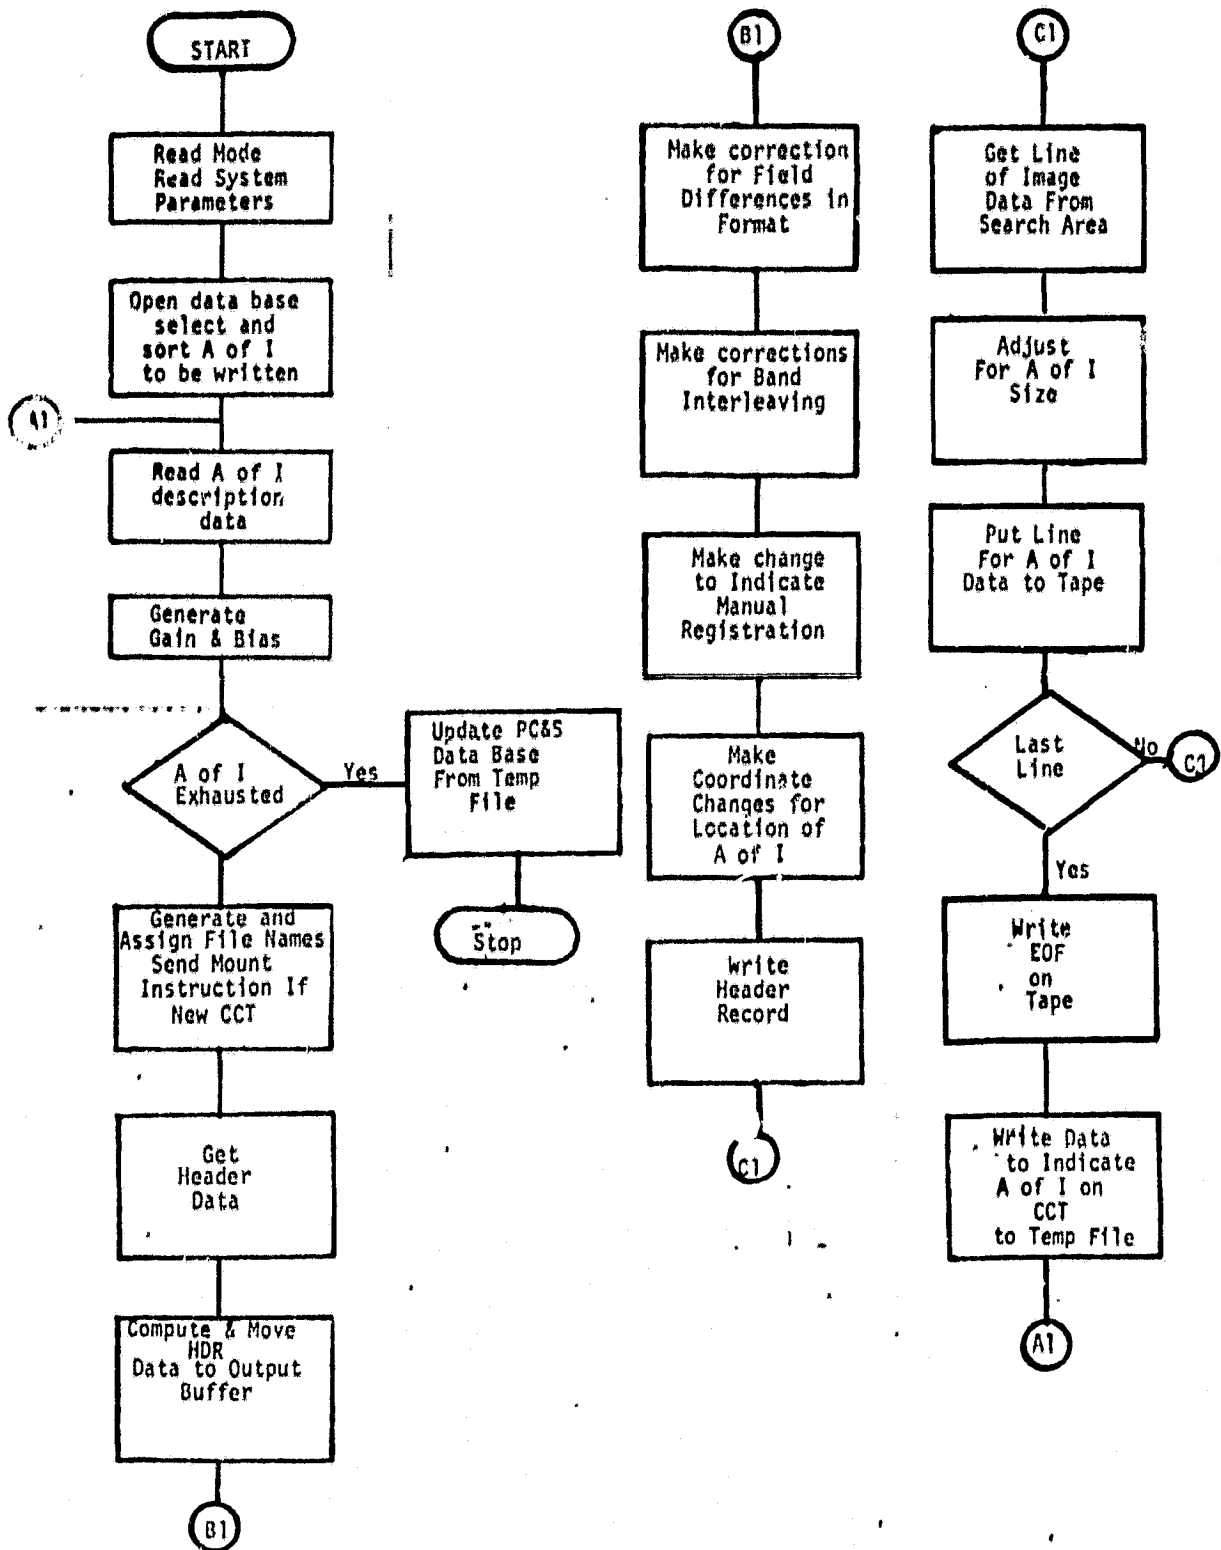 START
Read Mode
Read System
Parameters
Open data base
select and
sort A of I
to be written
A1
Read A of I
description
data
Generate
Gain & Bias
A of I
Exhausted
Yes
Update PC&S
Data Base
From Temp
File
Stop
Generate and
Assign File Names
Send Mount
Instruction If
New CCT
Get
Header
Data
Compute & Move
HDR
Data to Output
Buffer
B1
B1
Make correction
for Field
Differences in
Format
Make corrections
for Band
Interleaving
Make change
to Indicate
Manual
Registration
Make
Coordinate
Changes for
Location of
A of I
Write
Header
Record
C1
C1
Get Line
of Image
Data From
Search Area
Adjust
For A of I
Size
Put Line
For A of I
Data to Tape
Last
Line
No
C1
Yes
Write
EOF
on
Tape
Write Data
to Indicate
A of I on
CCT
to Temp File
A1